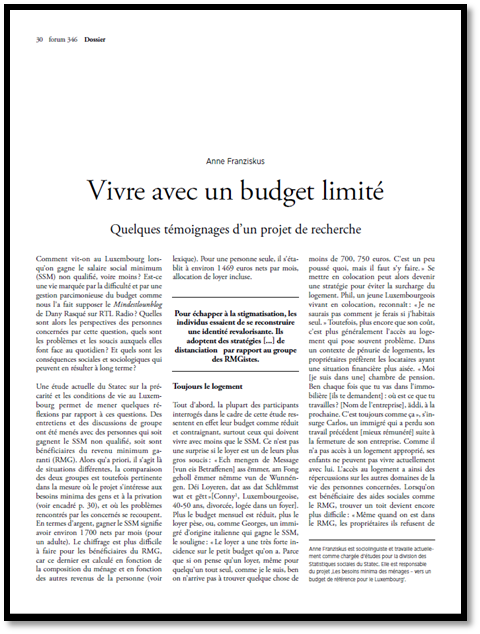 30 forum 346 Dossier
Anne Franziskus
Vivre avec un budget limité
Quelques témoignages d'un projet de recherche
Comment vit-on au Luxembourg lors-
qu'on gagne le salaire social minimum
(SSM) non qualifié, voire moins ? Est-ce
une vie marquée par la difficulté et par une
gestion parcimonieuse du budget comme
nous l'a fait supposer le Mindestlounblog
de Dany Rasqué sur RTL Radio ? Quelles
sont alors les perspectives des personnes
concernées par cette question, quels sont
les problèmes et les soucis auxquels elles
font face au quotidien ? Et quels sont les
conséquences sociales et sociologiques qui
peuvent en résulter à long terme ?
Une étude actuelle du Statec sur la pré-
carité et les conditions de vie au Luxem-
bourg permet de mener quelques ré-
flexions par rapport à ces questions. Des
entretiens et des discussions de groupe
ont été menés avec des personnes qui soit
gagnent le SSM non qualifié, soit sont
bénéficiaires du revenu minimum ga-
ranti (RMG). Alors qu'a priori, il s'agit là
de situations différentes, la comparaison
des deux groupes est toutefois pertinente
dans la mesure où le projet s'intéresse aux
besoins minima des gens et à la privation
(voir encadré p. 30), et où les problèmes
rencontrés par les concernés se recoupent.
En termes d'argent, gagner le SSM signifie
avoir environ 1 700 nets par mois (pour
un adulte). Le chiffrage est plus difficile
à faire pour les bénéficiaires du RMG,
car ce dernier est calculé en fonction de
la composition du ménage et en fonction
des autres revenus de la personne (voir
lexique). Pour une personne seule, il s'éta-
blit à environ 1 469 euros nets par mois,
allocation de loyer incluse.
Pour échapper à la stigmatisation, les
individus essaient de se reconstruire
une identité revalorisante. Ils
adoptent des stratégies [...] de
distanciation par rapport au groupe
des RMGistes.
Toujours le logement
Tout d'abord, la plupart des participants
interrogés dans le cadre de cette étude res-
sentent en effet leur budget comme réduit
et contraignant, surtout ceux qui doivent
vivre avec moins que le SSM. Ce n'est pas
une surprise si le loyer est un de leurs plus
gros soucis : « Ech mengen de Message
[vun eis Betraffenen] ass ëmmer, am Fong
gehol ëmmer nëmme vun de Wunnén-
gen. Déi Loyeren, dat ass dat Schlëmmst
wat et gëtt » [Conny¹, Luxembourgeoise,
40-50 ans, divorcée, logée dans un foyer].
Plus le budget mensuel est réduit, plus le
loyer pèse, ou, comme Georges, un immi-
gré d'origine italienne qui gagne le SSM,
le souligne : « Le loyer a une très forte in-
cidence sur le petit budget qu'on a. Parce
que si on pense qu'un loyer, même pour
quelqu'un tout seul, comme je le suis, ben
on n'arrive pas à trouver quelque chose de
moins de 700, 750 euros. C'est un peu
poussé quoi, mais il faut s'y faire. » Se
mettre en colocation peut alors devenir
une stratégie pour éviter la surcharge du
logement. Phil, un jeune Luxembourgeois
vivant en colocation, reconnaît : « Je ne
saurais pas comment je ferais si j'habitais
seul. » Toutefois, plus encore que son coût,
c'est plus généralement l'accès au loge-
ment qui pose souvent problème. Dans
un contexte de pénurie de logements, les
propriétaires préfèrent les locataires ayant
une situation financière plus aisée. « Moi
[je suis dans une] chambre de pension.
Ben chaque fois que tu vas dans l'immo-
bilière [ils te demandent] : où est ce que tu
travailles ? [Nom de l'entreprise], äddi, à la
prochaine. C'est toujours comme ça », s'in-
surge Carlos, un immigré qui a perdu son
travail précédent [mieux rémunéré] suite à
la fermeture de son entreprise. Comme il
n'a pas accès à un logement approprié, ses
enfants ne peuvent pas vivre actuellement
avec lui. L'accès au logement a ainsi des
répercussions sur les autres domaines de la
vie des personnes concernées. Lorsqu'on
est bénéficiaire des aides sociales comme
le RMG, trouver un toit devient encore
plus difficile : « Même quand on est dans
le RMG, les propriétaires ils refusent de
Anne Franziskus est sociolinguiste et travaille actuelle-
ment comme chargée d'études pour la division des
Statistiques sociales du Statec. Elle est responsable
du projet „Les besoins minima des ménages – vers un
budget de référence pour le Luxembourg'.